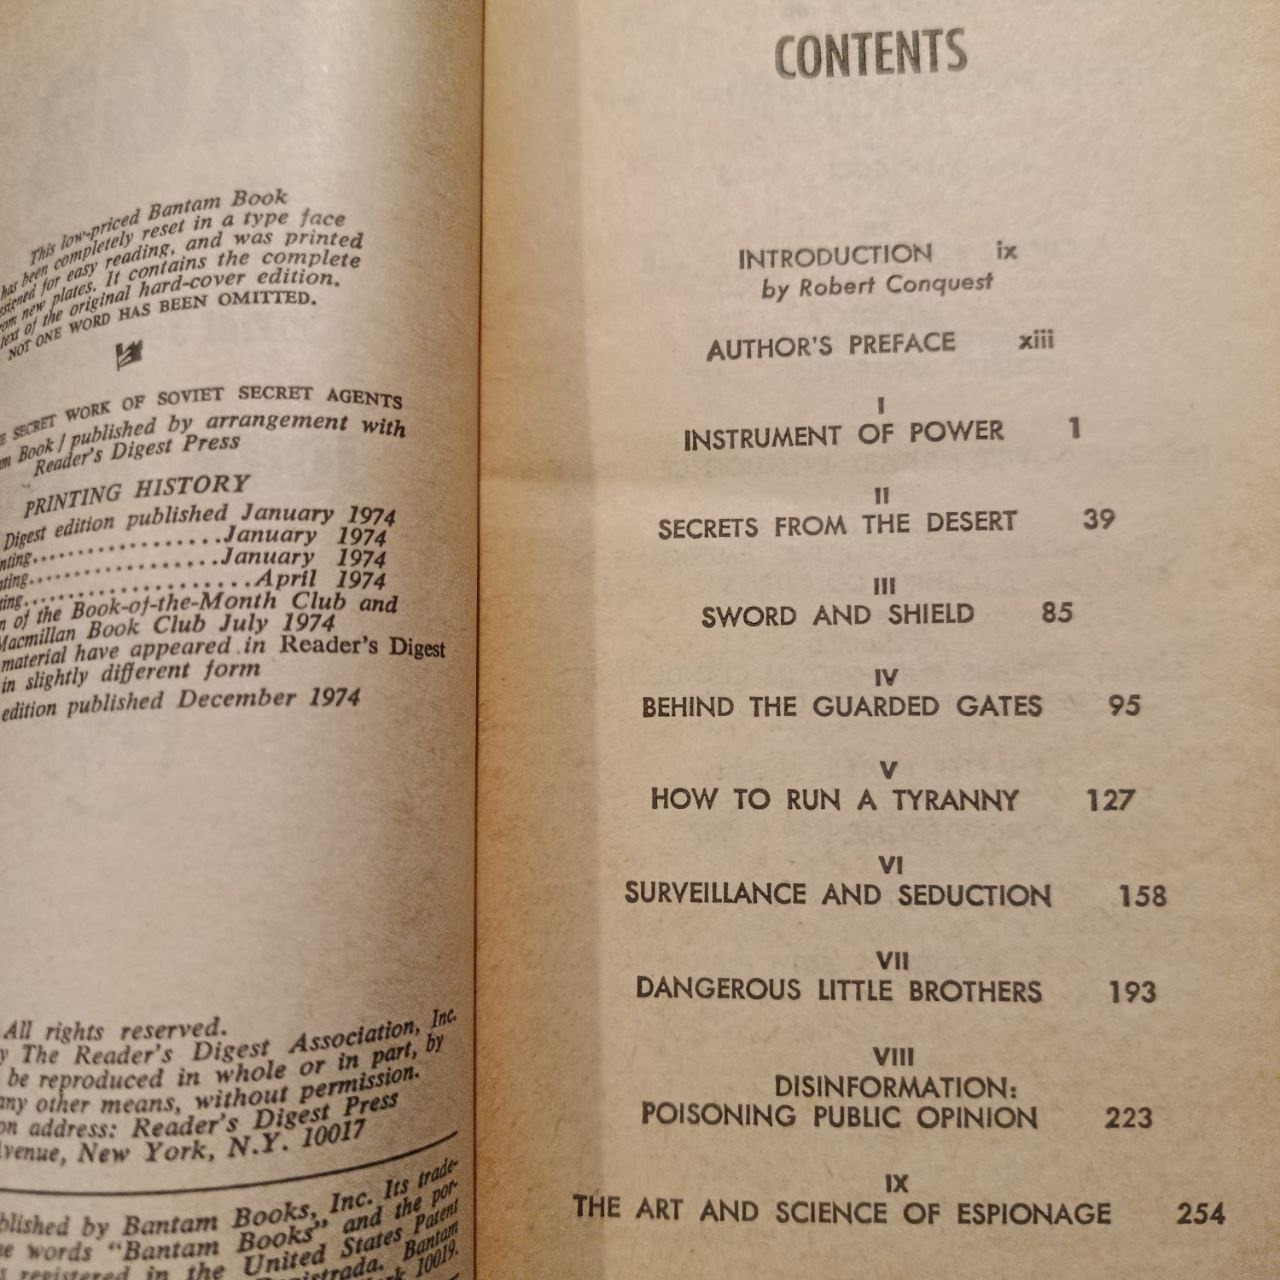 This low-priced Bantam Book
has been completely reset in a type face
for easy reading, and was printed
new plates. It contains the complete
text of the original hard-cover edition.
NOT ONE WORD HAS BEEN OMITTED.
SECRET WORK OF SOVIET SECRET AGENTS
Book / published by arrangement with
Reader's Digest Press
PRINTING HISTORY
Digest edition published January 1974
January 1974
January 1974
April 1974
of the Book-of-the-Month Club and
Macmillan Book Club July 1974
material have appeared in Reader's Digest
in slightly different form
edition published December 1974
All rights reserved.
The Reader's Digest Association, Inc.
be reproduced in whole or in part, by
any other means, without permission.
address: Reader's Digest Press
New York, N.Y. 10017
by Bantam Books, Inc. Its trade-
words "Bantam Books" and the por-
registered in the United States Patent
Bantam
10019.
CONTENTS
INTRODUCTION ix
by Robert Conquest
AUTHOR'S PREFACE xiii
I
INSTRUMENT OF POWER 1
II
SECRETS FROM THE DESERT 39
III
SWORD AND SHIELD 85
IV
BEHIND THE GUARDED GATES 95
V
HOW TO RUN A TYRANNY 127
VI
SURVEILLANCE AND SEDUCTION 158
VII
DANGEROUS LITTLE BROTHERS 193
VIII
DISINFORMATION:
POISONING PUBLIC OPINION 223
IX
THE ART AND SCIENCE OF ESPIONAGE 254